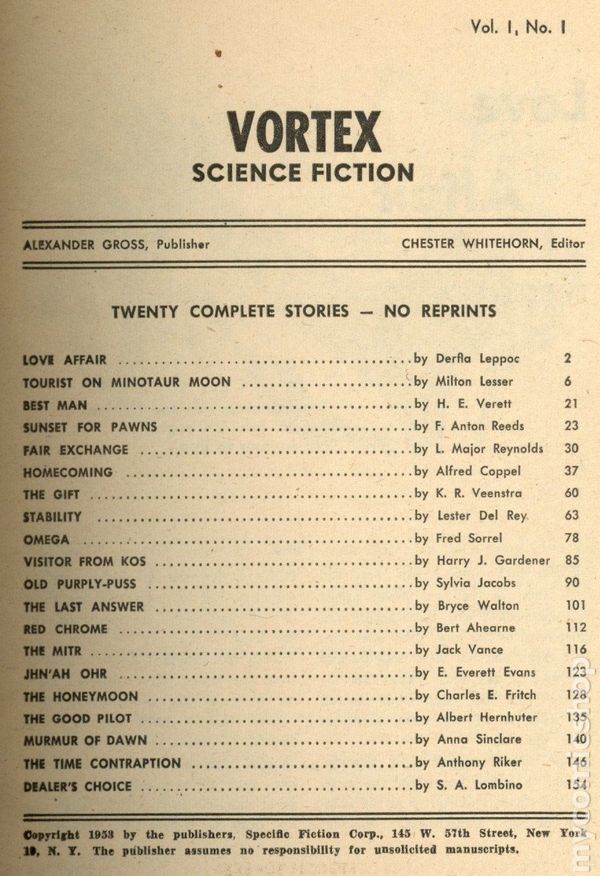 Vol. 1, No. 1
VORTEX
SCIENCE FICTION
ALEXANDER GROSS, Publisher CHESTER WHITEHORN, Editor
TWENTY COMPLETE STORIES — NO REPRINTS
LOVE AFFAIR ........................................ by Derfla Leppoc 2
TOURIST ON MINOTAUR MOON ........................ by Milton Lesser 6
BEST MAN ........................................... by H. E. Verett 21
SUNSET FOR PAWNS ................................... by F. Anton Reeds 23
FAIR EXCHANGE ..................................... by L. Major Reynolds 30
HOMECOMING ....................................... by Alfred Coppel 37
THE GIFT ............................................ by K. R. Veenstra 60
STABILITY ........................................... by Lester Del Rey 63
OMEGA ............................................. by Fred Sorrel 78
VISITOR FROM KOS .................................... by Harry J. Gardener 85
OLD PURPLY-PUSS ..................................... by Sylvia Jacobs 90
THE LAST ANSWER ..................................... by Bryce Walton 101
RED CHROME ......................................... by Bert Ahearne 112
THE MITR ............................................ by Jack Vance 116
JHN'AH OHR ......................................... by E. Everett Evans 123
THE HONEYMOON ..................................... by Charles E. Fritch 128
THE GOOD PILOT ..................................... by Albert Hernhuter 135
MURMUR OF DAWN ..................................... by Anna Sinclare 140
THE TIME CONTRAPTION ............................... by Anthony Riker 146
DEALER'S CHOICE ..................................... by S. A. Lombino 154
Copyright 1953 by the publishers, Specific Fiction Corp., 145 W. 57th Street, New York
19, N. Y. The publisher assumes no responsibility for unsolicited manuscripts.
mycomicshop